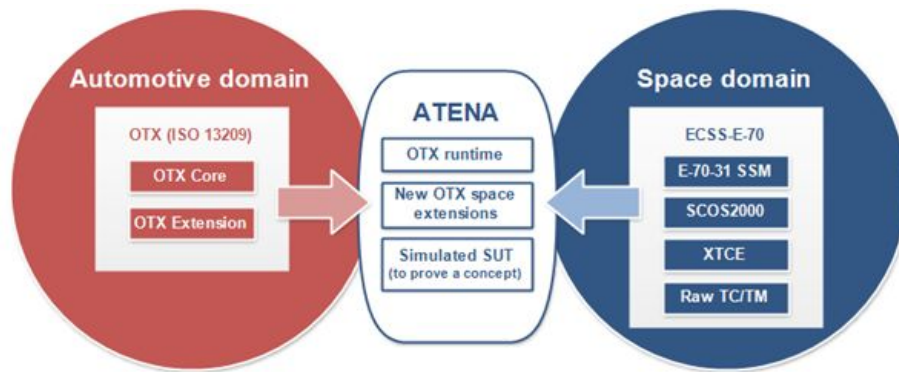 Automotive domain
OTX (ISO 13209)
OTX Core
OTX Extension
ATENA
OTX runtime
New OTX space
extensions
Simulated SUT
(to prove a concept)
Space domain
ECSS-E-70
E-70-31 SSM
SCOS2000
XTCE
Raw TC/TM